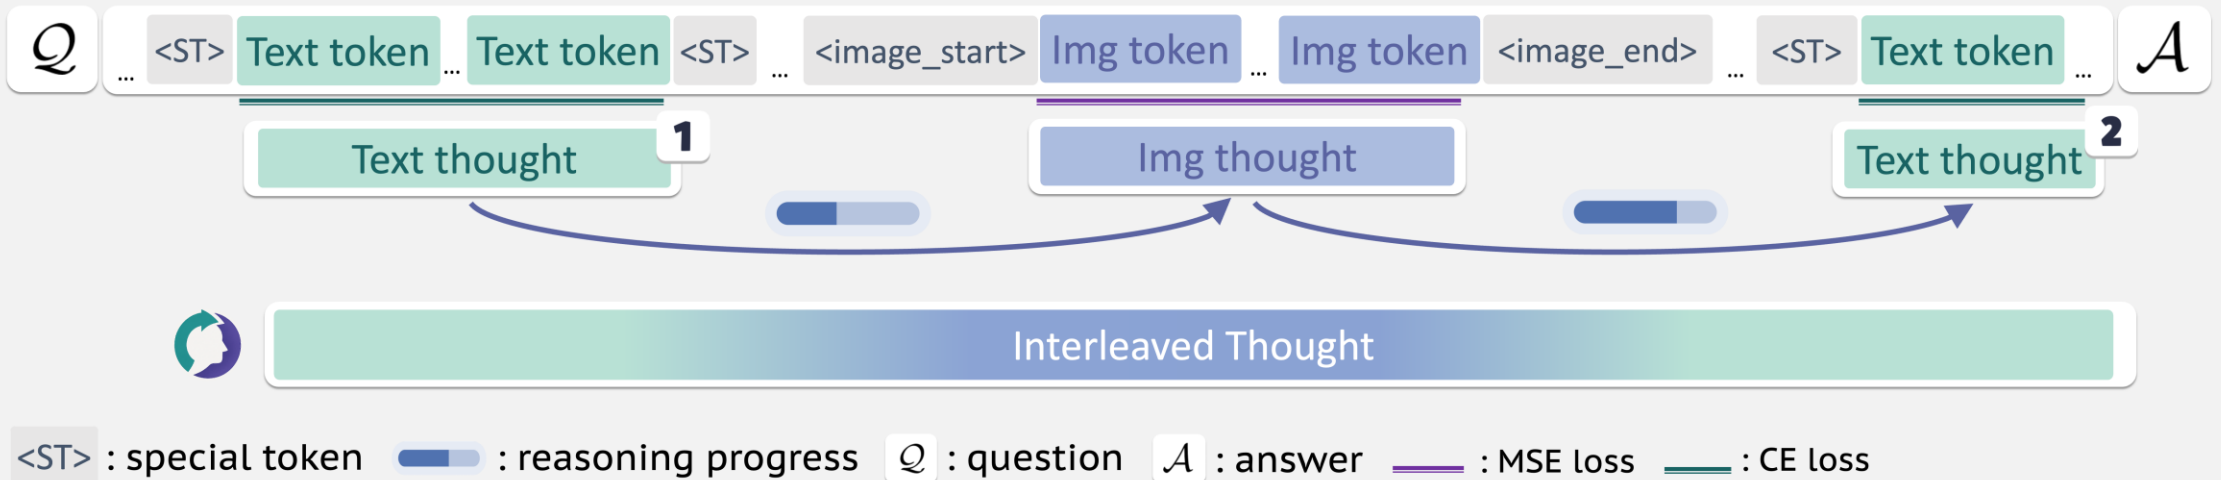 Q ... <ST> Text token ... Text token <ST> ... <image_start> Img token ... Img token <image_end> ... <ST> Text token ... A
Text thought 1 Img thought Text thought 2
Interleaved Thought
<ST> : special token : reasoning progress Q : question A : answer : MSE loss : CE loss